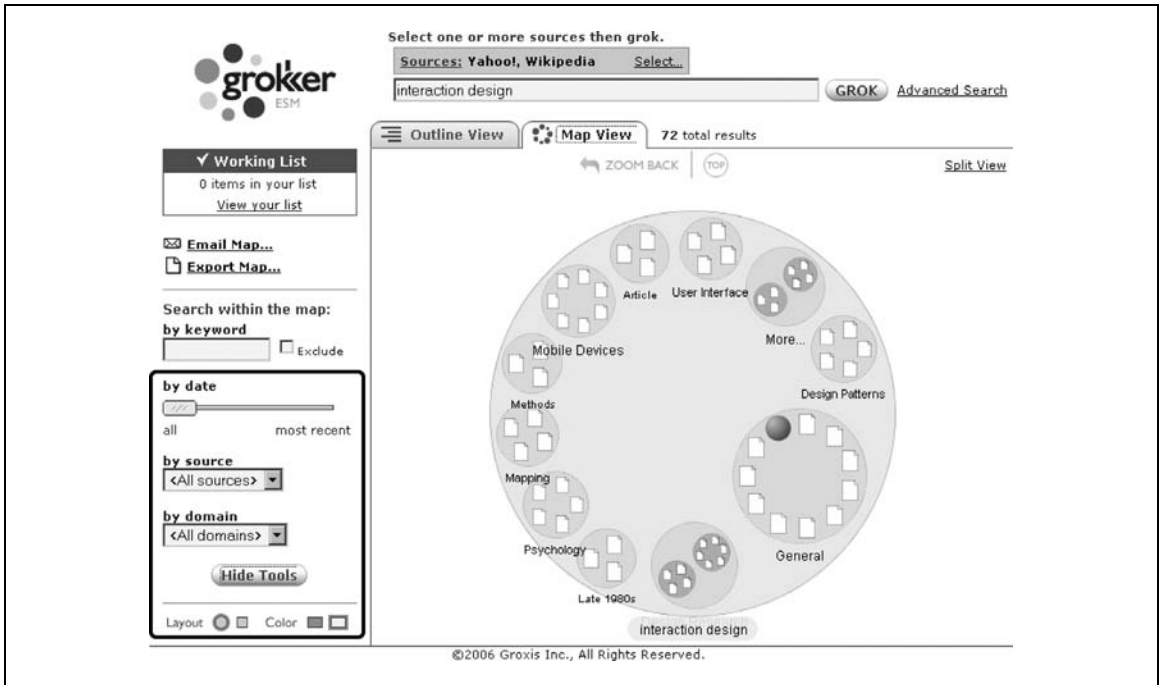 Select one or more sources then grok.
Sources: Yahoo!, Wikipedia Select...
grokker
ESM
interaction design GROK Advanced Search
Outline View Map View 72 total results
ZOOM BACK TOP Split View
Working List
0 items in your list
View your list
Email Map...
Export Map...
Search within the map:
by keyword
Exclude
by date
all most recent
by source
<All sources>
by domain
<All domains>
Hide Tools
Layout Color
Article
User Interface
More...
Mobile Devices
Design Patterns
Methods
Mapping
Psychology
General
Late 1980s
interaction design
©2006 Groxis Inc., All Rights Reserved.